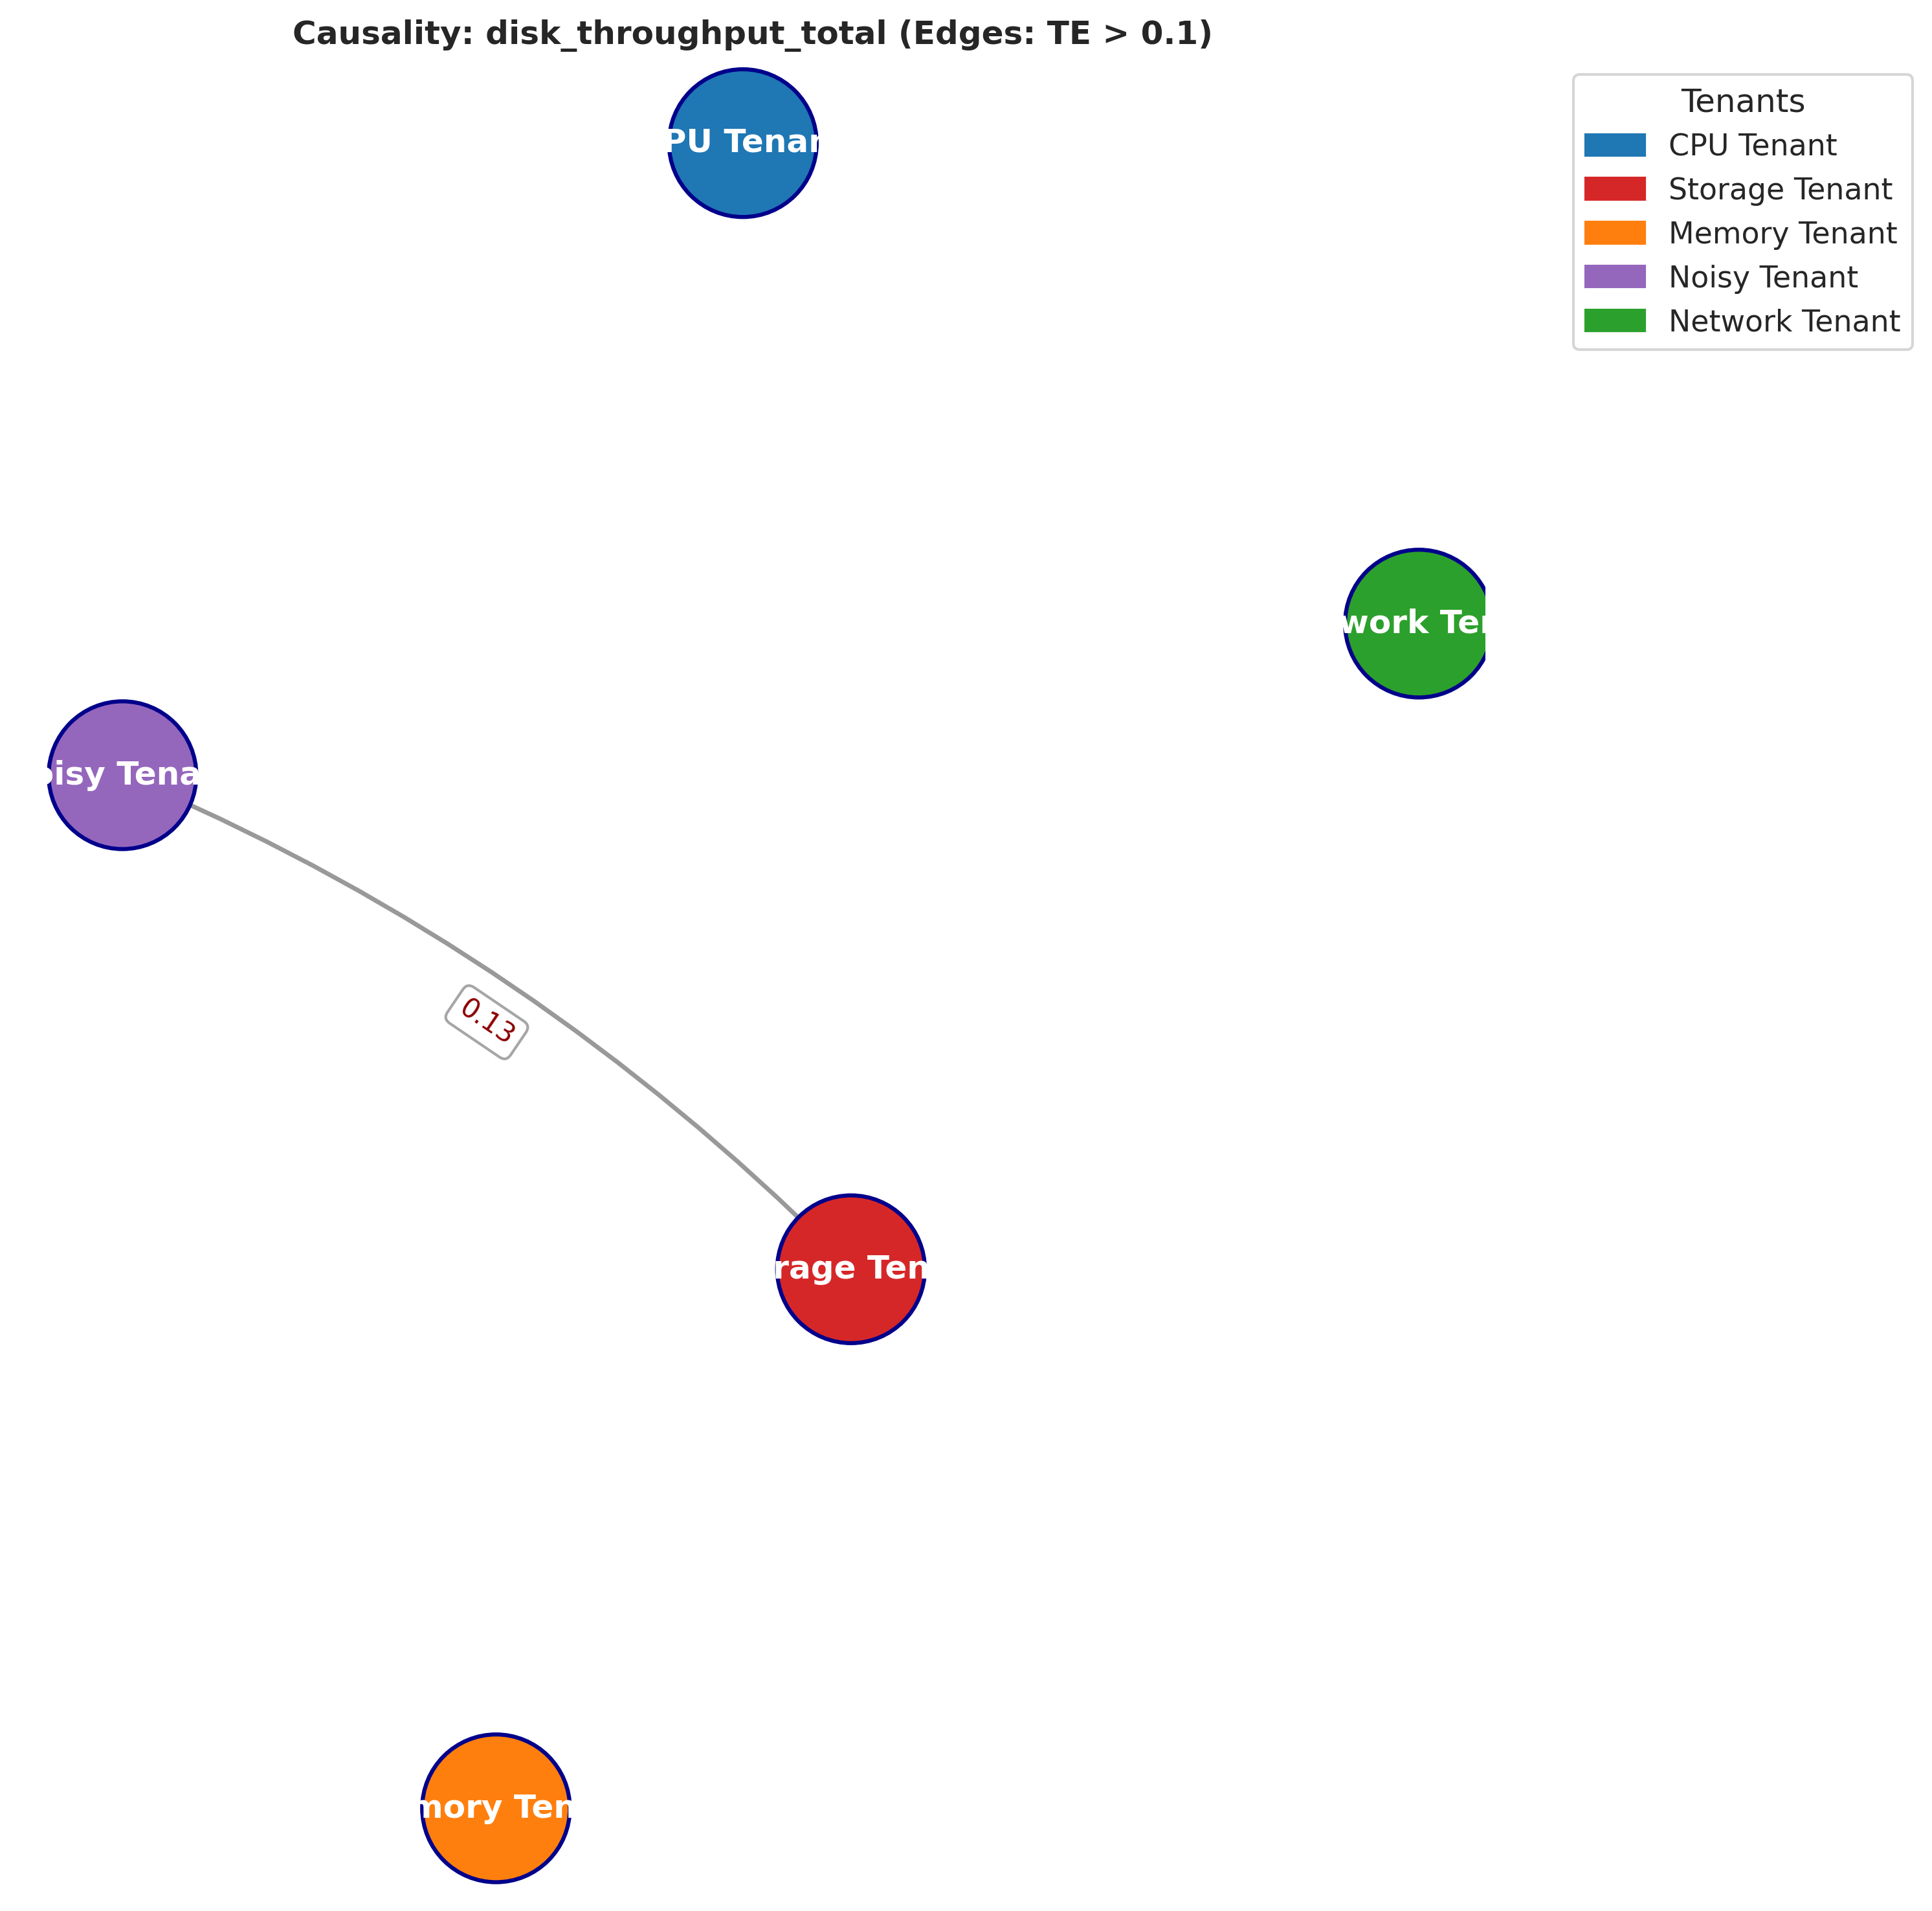 Causality: disk_throughput_total (Edges: TE > 0.1)
Tenants
CPU Tenant
Storage Tenant
Memory Tenant
Noisy Tenant
Network Tenant
PU Tenan
work Ten
oisy Tena
0.13
rage Ten
mory Ten